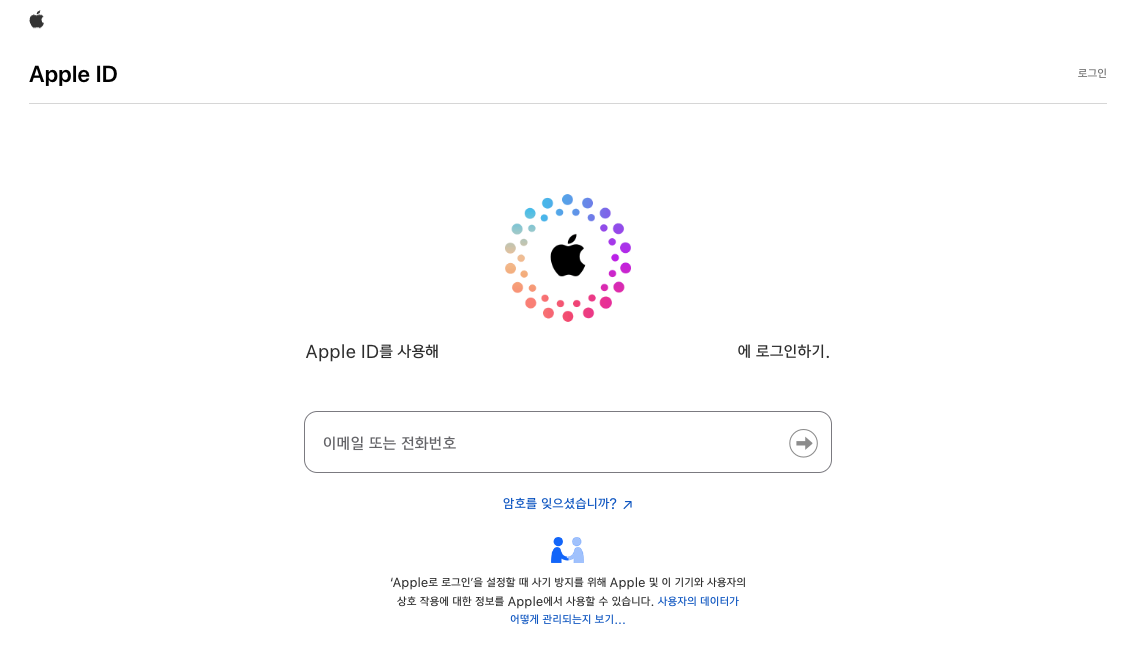 Apple ID
로그인
Apple ID를 사용해 에 로그인하기.
이메일 또는 전화번호
암호를 잊으셨습니까? ↗
‘Apple로 로그인’을 설정할 때 사기 방지를 위해 Apple 및 이 기기와 사용자의
상호 작용에 대한 정보를 Apple에서 사용할 수 있습니다. 사용자의 데이터가
어떻게 관리되는지 보기...